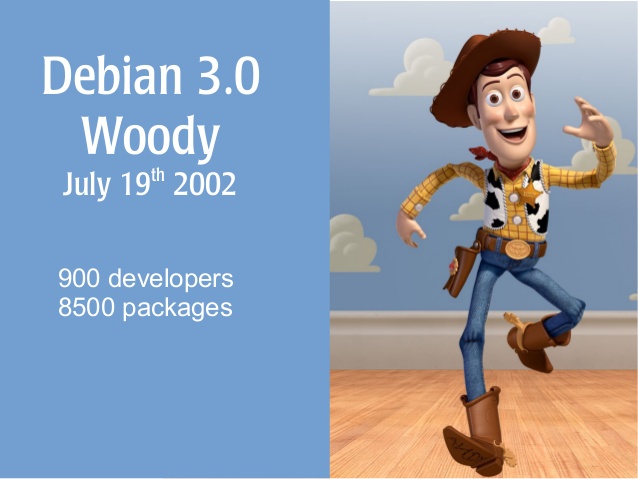 Debian 3.0
Woody
July 19th 2002
900 developers
8500 packages